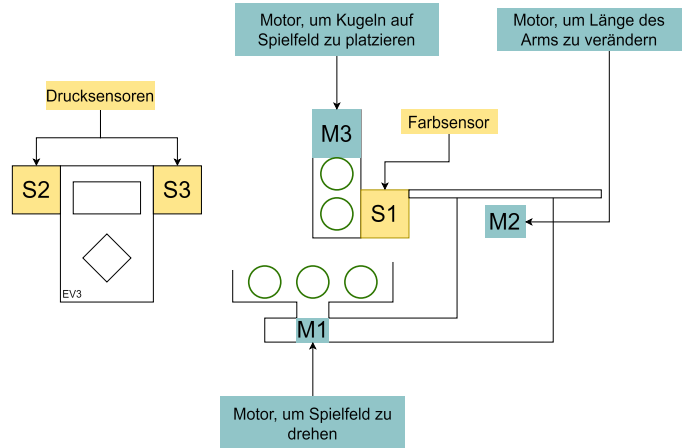 Motor, um Kugeln auf
Spielfeld zu platzieren
Motor, um Länge des
Arms zu verändern
Drucksensoren
Farbsensor
M3
S2
S3
S1
M2
EV3
M1
Motor, um Spielfeld zu
drehen